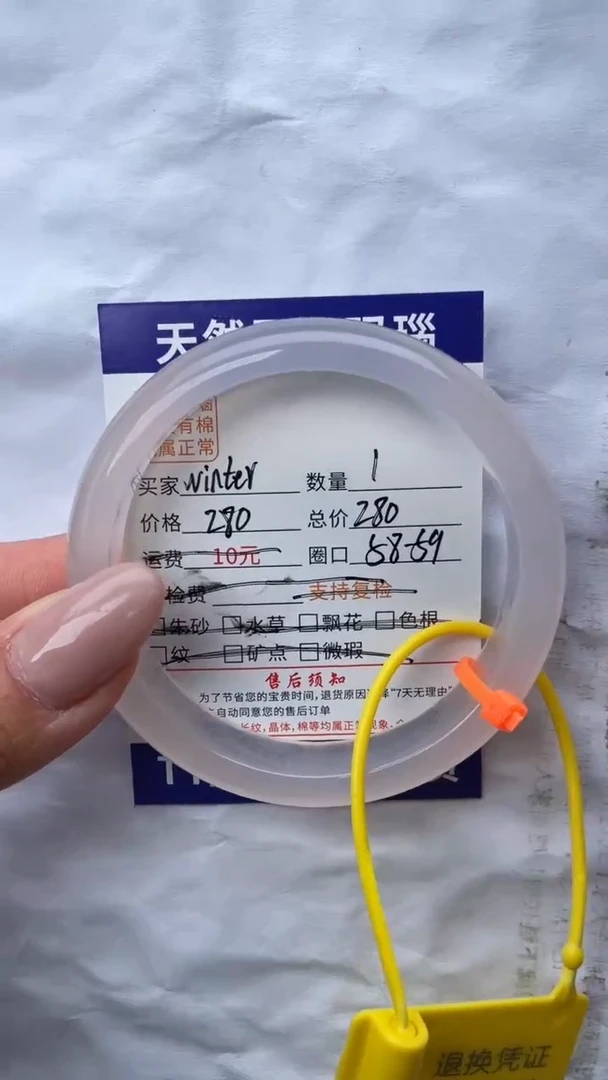 天然 瑙
有棉
属正常
买家 winter 数量 1
价格 280 总价 280
运费 10元 圈口 58-59
检费 支持复检
朱砂 水草 飘花 色根
纹 矿点 微瑕
售后须知
为了节省您的宝贵时间,退货原因 择“7天无理由”
自动同意您的售后订单
长纹,晶体,棉等均属正常现象、
退换凭证